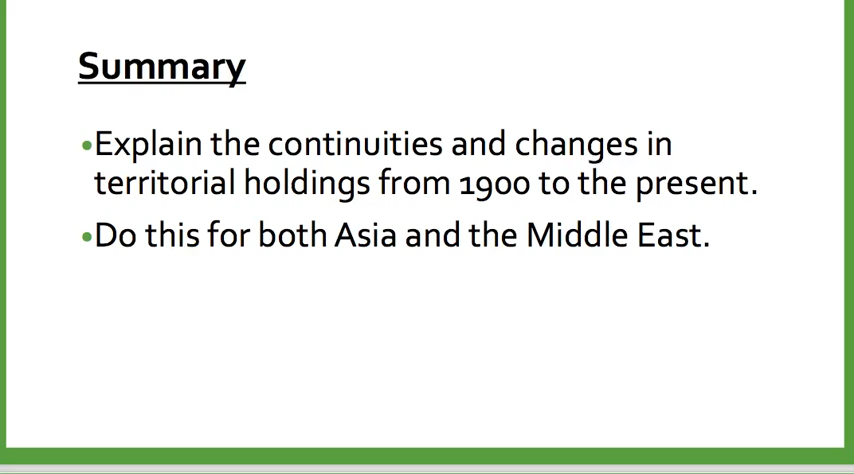 Summary
•Explain the continuities and changes in
territorial holdings from 1900 to the present.
•Do this for both Asia and the Middle East.